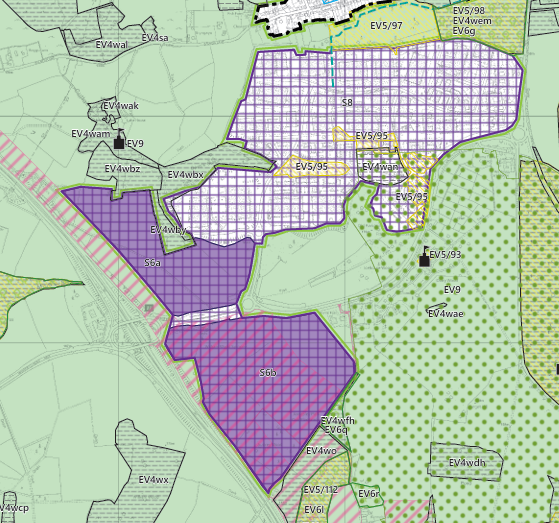 EV5/98
EV4wem
EV6g
EV5/97
EV4sa
EV4wal
S8
EV4wak
EV4wam
EV9
EV5/95
EV4wbz
EV4wbx
EV5/95
EV4wan
EV5/95
EV4wby
EV5/93
S6a
EV9
EV4wae
S6b
EV4wfh
EV6q
EV4wo
EV4wdh
EV4wx
EV5/112
EV6r
EV4wcp
EV6l